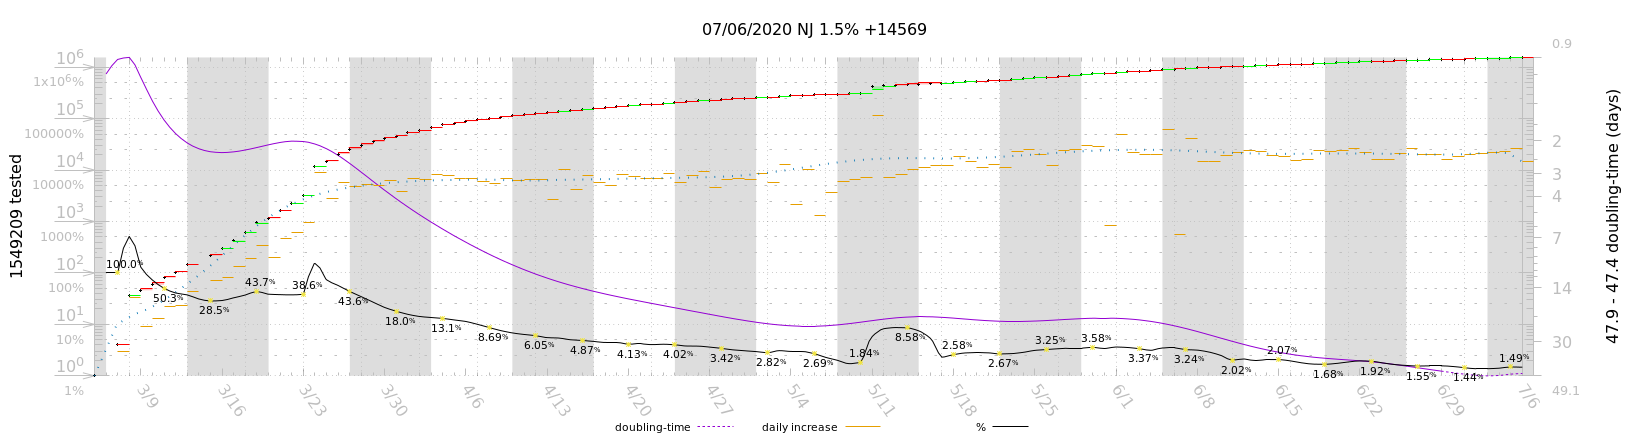 07/06/2020 NJ 1.5% +14569
10^6 0.9
1x10^6%
10^5
100000% 2
10^4 3
10000% 4
10^3
1000% 7
10^2
100% 14
10^1
10% 30
10^0
1% 49.1
1549209 tested
47.9 - 47.4 doubling-time (days)
100.0% 50.3% 28.5% 43.7% 38.6% 43.6% 18.0% 13.1% 8.69% 6.05% 4.87% 4.13% 4.02% 3.42% 2.82% 2.69% 1.84% 8.58% 2.58% 2.67% 3.25% 3.58% 3.37% 3.24% 2.02% 2.07% 1.68% 1.92% 1.55% 1.44% 1.49%
3/9 3/16 3/23 3/30 4/6 4/13 4/20 4/27 5/4 5/11 5/18 5/25 6/1 6/8 6/15 6/22 6/29 7/6
doubling-time daily increase %